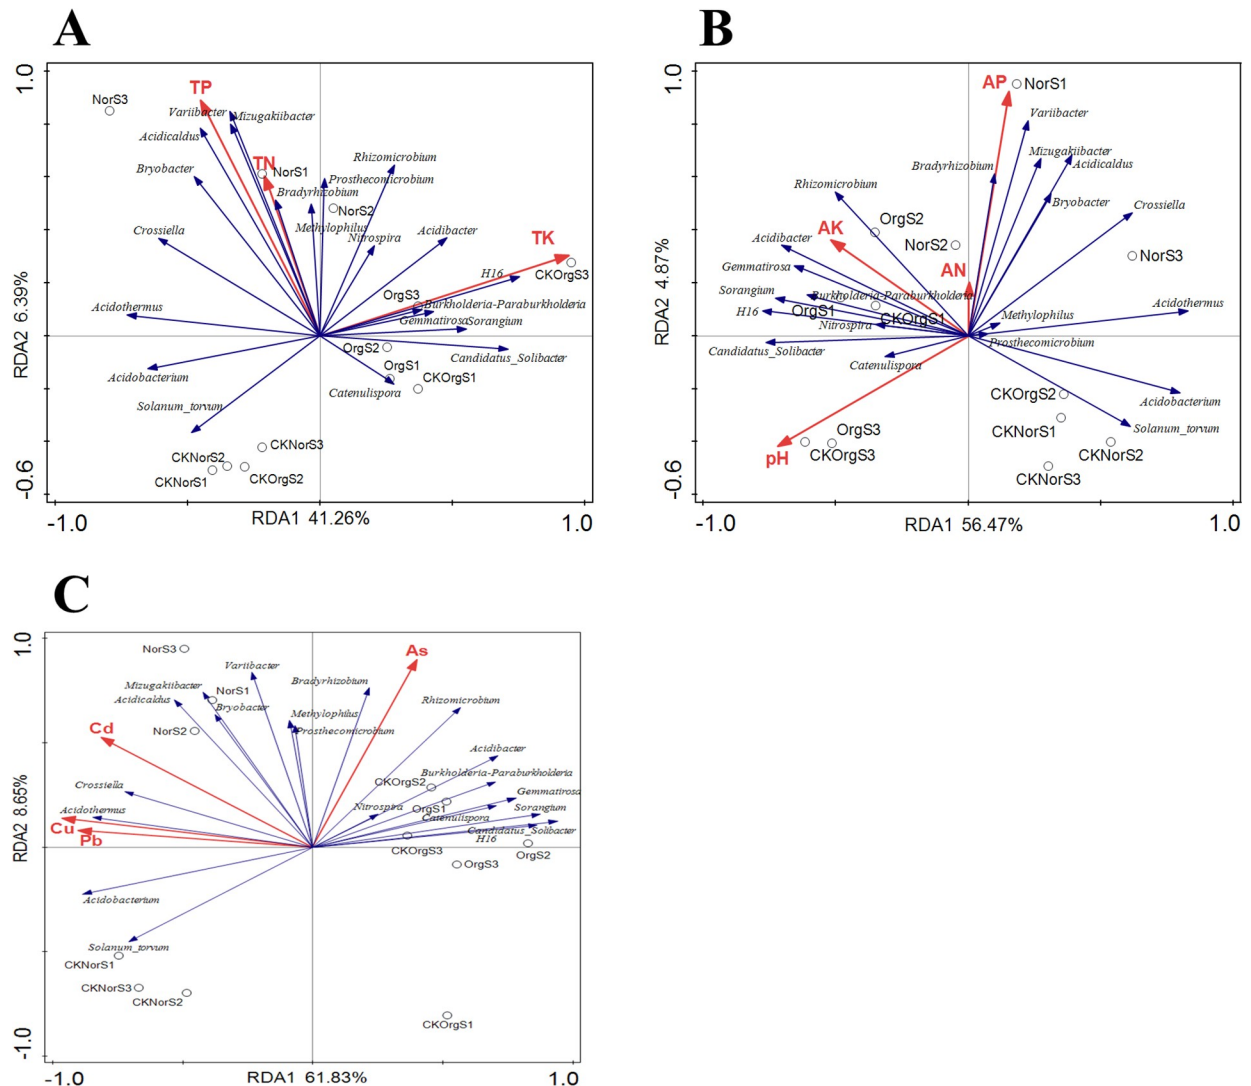 A
B
1.0
TP
NorS3
Variibacter
Mizugakiibacter
Acidicaldus
TN
NorS1
Rhizomicrobium
Bryobacter
Prosthecomicrobium
Bradyrhizobium
NorS2
Methylophilus
Crossiella
Nitrospira
Acidibacter
TK
H16
CKOrgS3
OrgS3
Acidothermus
Burkholderia-Paraburkholderia
Gemmatirosa
Sorangium
OrgS2
Candidatus_Solibacter
OrgS1
CKOrgS1
Acidobacterium
Catenulispora
Solanum_torvum
CKNorS3
CKNorS2
CKNorS1
CKOrgS2
RDA2 6.39%
-0.6
-1.0
RDA1 41.26%
1.0
1.0
AP
NorS1
Variibacter
Bradyrhizobium
Mizugakiibacter
Acidicaldus
Rhizomicrobium
Bryobacter
Crossiella
OrgS2
AK
NorS2
Acidibacter
NorS3
Gemmatirosa
AN
Sorangium
Burkholderia-Paraburkholderia
Acidothermus
H16
OrgS1
CKOrgS1
Nitrospira
Methylophilus
Candidatus_Solibacter
Prosthecomicrobium
Catenulispora
CKOrgS2
Acidobacterium
OrgS3
CKNorS1
Solanum_torvum
pH
CKOrgS3
CKNorS2
CKNorS3
RDA2 4.87%
-0.6
-1.0
RDA1 56.47%
1.0
C
1.0
NorS3
As
Variibacter
Mizugakiibacter
NorS1
Bradyrhizobium
Acidicaldus
Bryobacter
Methylophilus
Rhizomicrobium
Cd
NorS2
Prosthecomicrobium
Acidibacter
Crossiella
CKOrgS2
Burkholderia-Paraburkholderia
Gemmatirosa
Acidothermus
Nitrospira
OrgS1
Sorangium
Catenulispora
Cu
Candidatus_Solibacter
Pb
H16
CKOrgS3
OrgS3
OrgS2
Acidobacterium
Solanum_torvum
CKNorS1
CKNorS3
CKNorS2
CKOrgS1
RDA2 8.65%
-1.0
-1.0
RDA1 61.83%
1.0